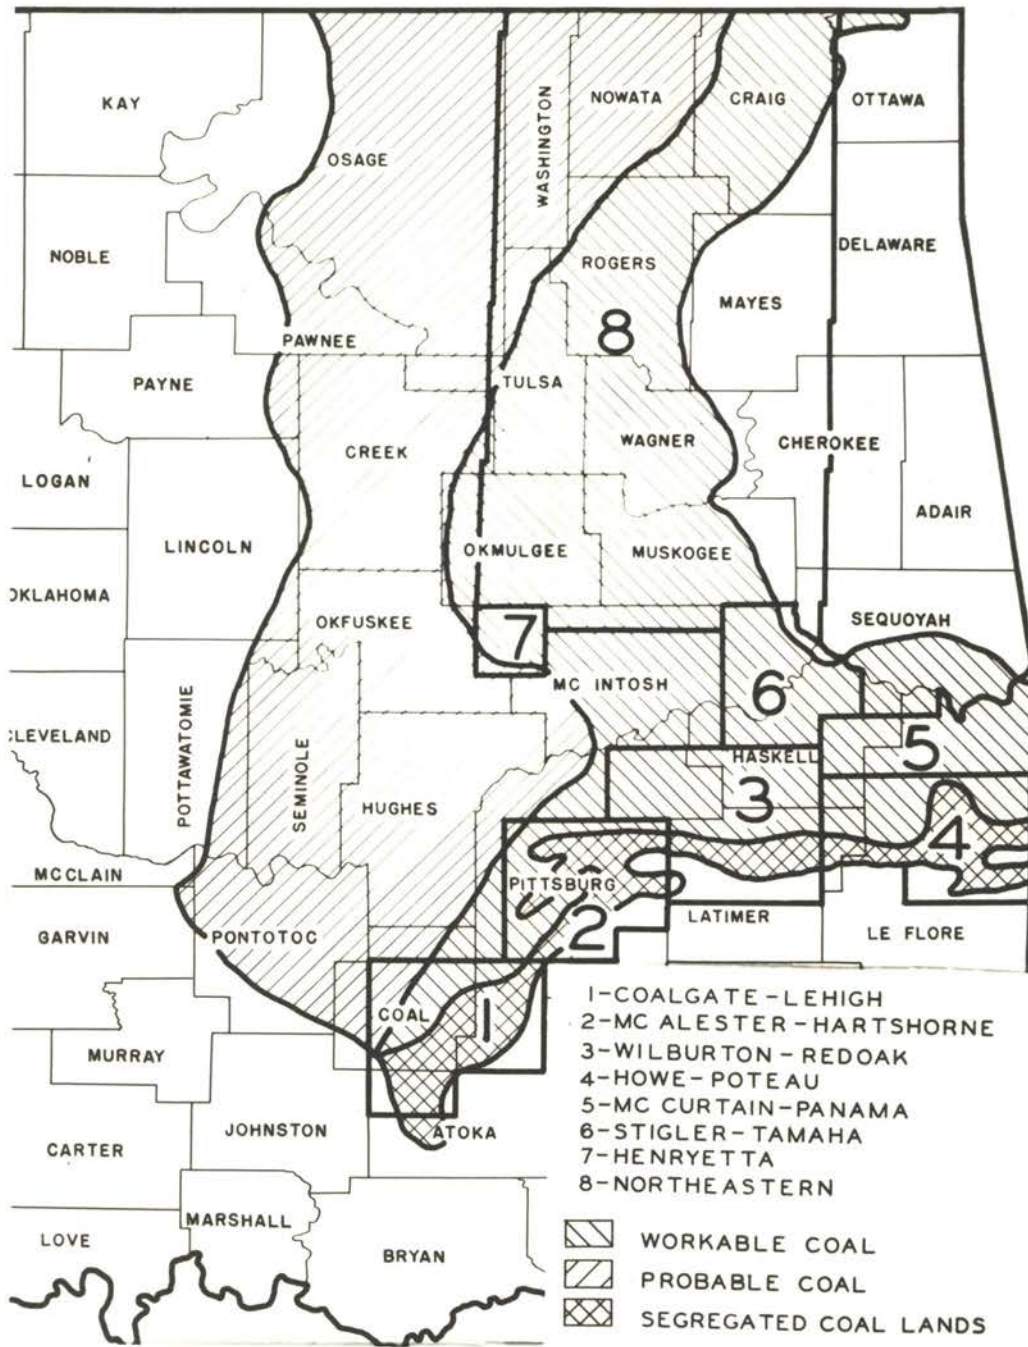 KAY
OSAGE
WASHINGTON
NOWATA
CRAIG
OTTAWA
NOBLE
PAWNEE
ROGERS
MAYES
DELAWARE
8
PAYNE
TULSA
CREEK
WAGNER
CHEROKEE
LOGAN
LINCOLN
OKMULGEE
MUSKOGEE
ADAIR
OKLAHOMA
OKFUSKEE
7
SEQUOYAH
MC INTOSH
6
POTTAWATOMIE
SEMINOLE
CLEVELAND
HASKELL
5
HUGHES
3
4
MCCLAIN
PITTSBURG
2
LATIMER
LE FLORE
GARVIN
PONTOTOC
COAL
1
MURRAY
JOHNSTON
ATOKA
CARTER
MARSHALL
LOVE
BRYAN
1-COALGATE-LEHIGH
2-MC ALESTER-HARTSHORNE
3-WILBURTON-REDOAK
4-HOWE-POTEAU
5-MC CURTAIN-PANAMA
6-STIGLER-TAMAHA
7-HENRYETTA
8-NORTHEASTERN
WORKABLE COAL
PROBABLE COAL
SEGREGATED COAL LANDS